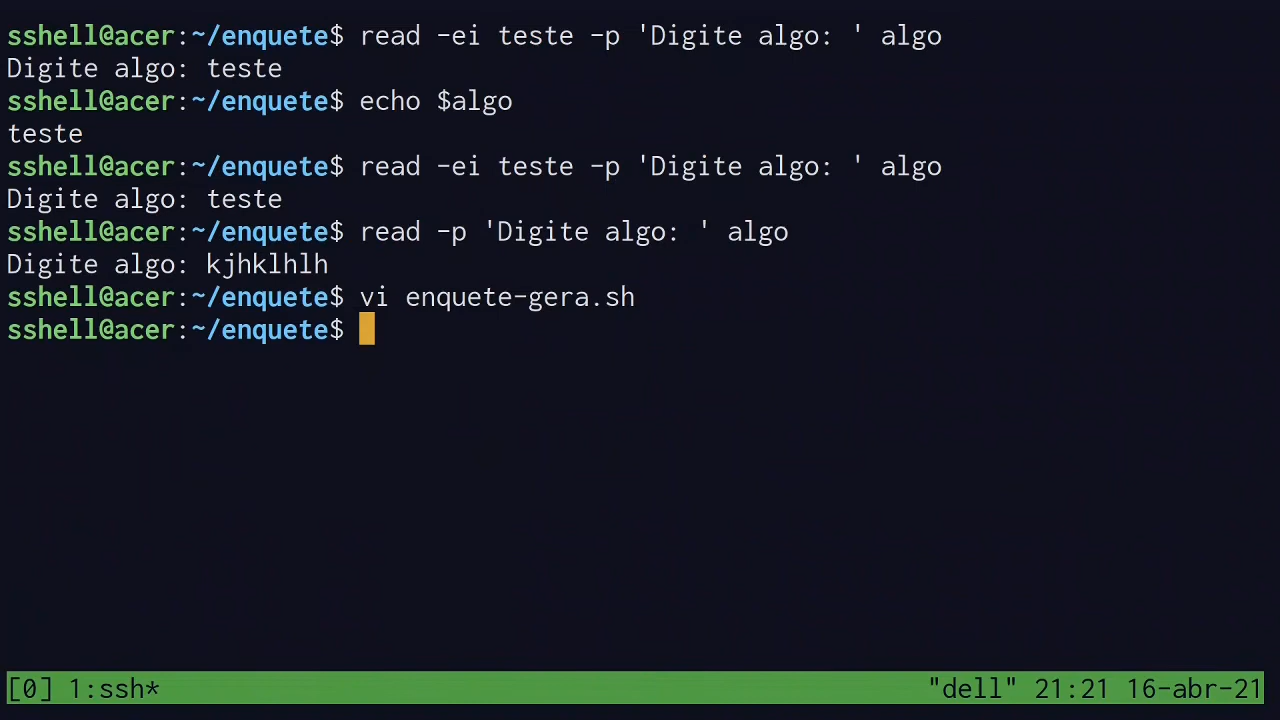 sshell@acer:~/enquete$ read -ei teste -p 'Digite algo: ' algo
Digite algo: teste
sshell@acer:~/enquete$ echo $algo
teste
sshell@acer:~/enquete$ read -ei teste -p 'Digite algo: ' algo
Digite algo: teste
sshell@acer:~/enquete$ read -p 'Digite algo: ' algo
Digite algo: kjhklhlh
sshell@acer:~/enquete$ vi enquete-gera.sh
sshell@acer:~/enquete$
[0] 1:ssh* "dell" 21:21 16-abr-21